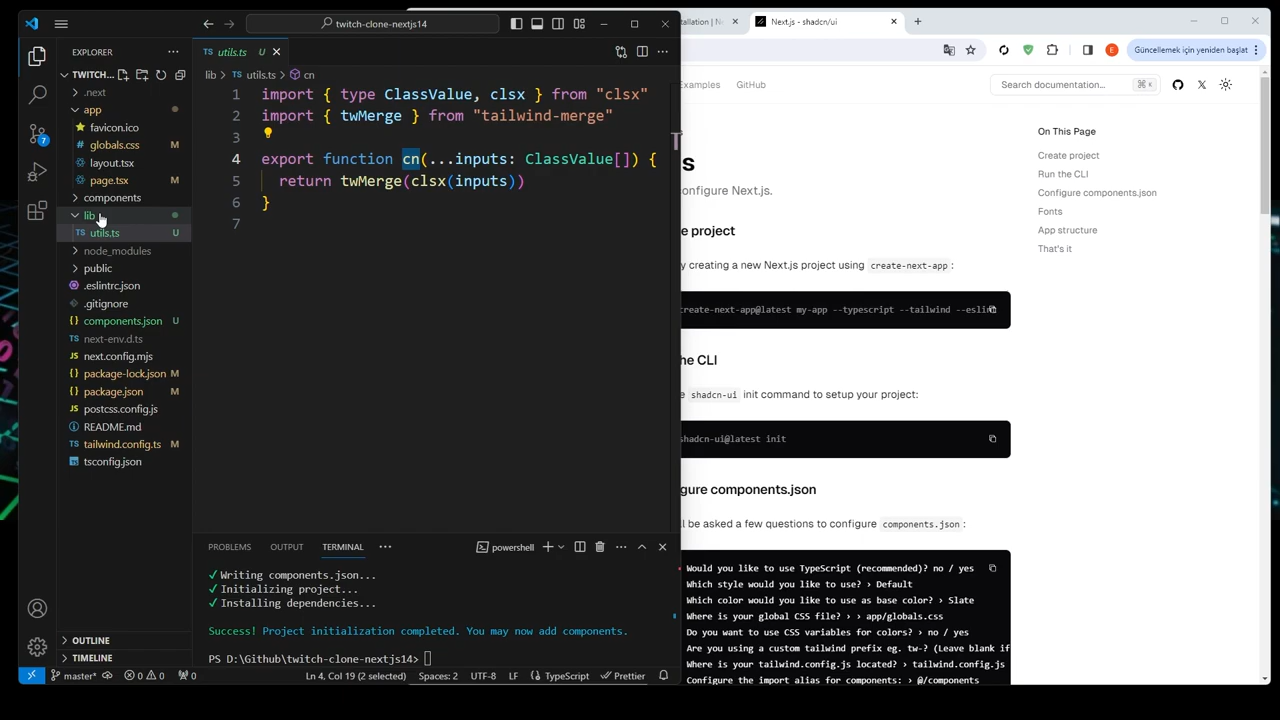 twitch-clone-nextjs14
EXPLORER
TWITCH...
.next
app
favicon.ico
globals.css M
layout.tsx
page.tsx M
components
lib
TS utils.ts U
node_modules
public
.eslintrc.json
.gitignore
components.json U
TS next-env.d.ts
JS next.config.mjs
package-lock.json M
package.json M
JS postcss.config.js
README.md
tailwind.config.ts M
tsconfig.json
OUTLINE
TIMELINE
7
TS utils.ts U
lib > TS utils.ts > cn
1 import { type ClassValue, clsx } from "clsx"
2 import { twMerge } from "tailwind-merge"
3
4 export function cn(...inputs: ClassValue[]) {
5 return twMerge(clsx(inputs))
6 }
7
PROBLEMS OUTPUT TERMINAL powershell
✓ Writing components.json...
✓ Initializing project...
✓ Installing dependencies...
Success! Project initialization completed. You may now add components.
PS D:\Github\twitch-clone-nextjs14>
master* 0 0 0 Ln 4, Col 19 (2 selected) Spaces: 2 UTF-8 LF TypeScript Prettier
tallation | Ne Next.js - shadcn/ui
E Güncellemek için yeniden başlat
Examples GitHub Search documentation... ⌘ K
s
configure Next.js.
e project
y creating a new Next.js project using create-next-app :
create-next-app@latest my-app --typescript --tailwind --eslint
he CLI
e shadcn-ui init command to setup your project:
shadcn-ui@latest init
gure components.json
ll be asked a few questions to configure components.json :
Would you like to use TypeScript (recommended)? no / yes
Which style would you like to use? › Default
Which color would you like to use as base color? › Slate
Where is your global CSS file? › › app/globals.css
Do you want to use CSS variables for colors? › no / yes
Are you using a custom tailwind prefix eg. tw-? (Leave blank if
Where is your tailwind.config.js located? › tailwind.config.js
Configure the import alias for components: › @/components
On This Page
Create project
Run the CLI
Configure components.json
Fonts
App structure
That's it